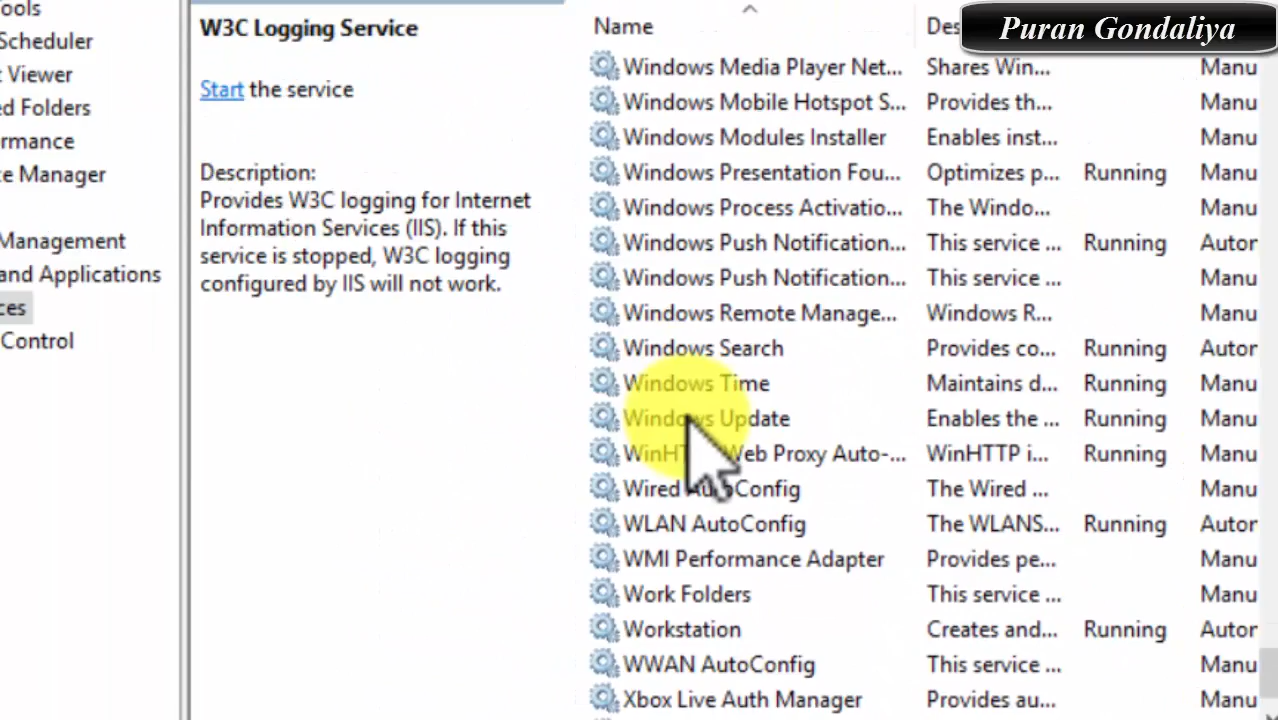 ools
Scheduler
t Viewer
ed Folders
rmance
te Manager
Management
and Applications
ces
Control
W3C Logging Service
Start the service
Description:
Provides W3C logging for Internet
Information Services (IIS). If this
service is stopped, W3C logging
configured by IIS will not work.
Name Des
Puran Gondaliya
Windows Media Player Net... Shares Win... Manu
Windows Mobile Hotspot S... Provides th... Manu
Windows Modules Installer Enables inst... Manu
Windows Presentation Fou... Optimizes p... Running Manu
Windows Process Activatio... The Windo... Manu
Windows Push Notification... This service ... Running Autor
Windows Push Notification... This service ... Manu
Windows Remote Manage... Windows R... Manu
Windows Search Provides co... Running Autor
Windows Time Maintains d... Running Manu
Windows Update Enables the ... Running Manu
WinHT Web Proxy Auto-... WinHTTP i... Running Manu
Wired AutoConfig The Wired ... Manu
WLAN AutoConfig The WLANS... Running Autor
WMI Performance Adapter Provides pe... Manu
Work Folders This service ... Manu
Workstation Creates and... Running Autor
WWAN AutoConfig This service ... Manu
Xbox Live Auth Manager Provides au... Manu